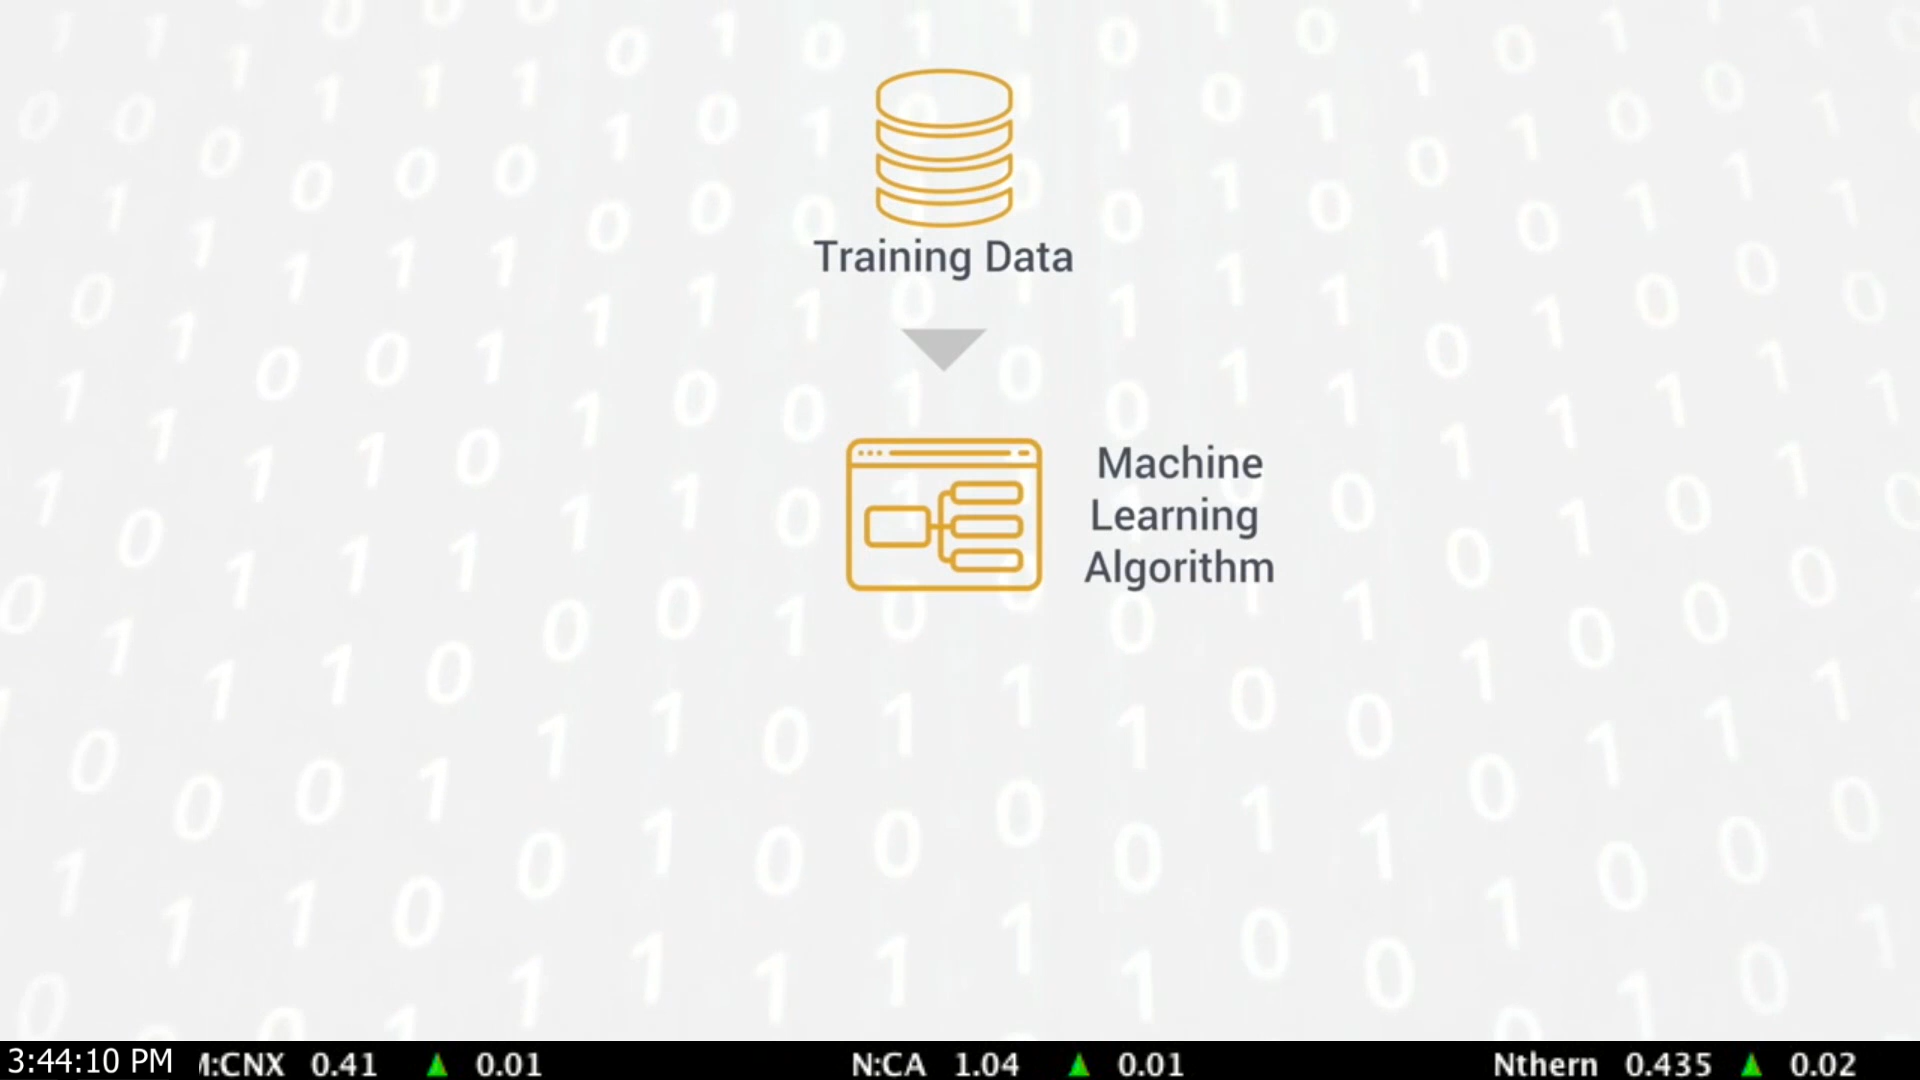 Training Data
Machine
Learning
Algorithm
3:44:10 PM :CNX 0.41 ▲ 0.01 N:CA 1.04 ▲ 0.01 Nthern 0.435 ▲ 0.02